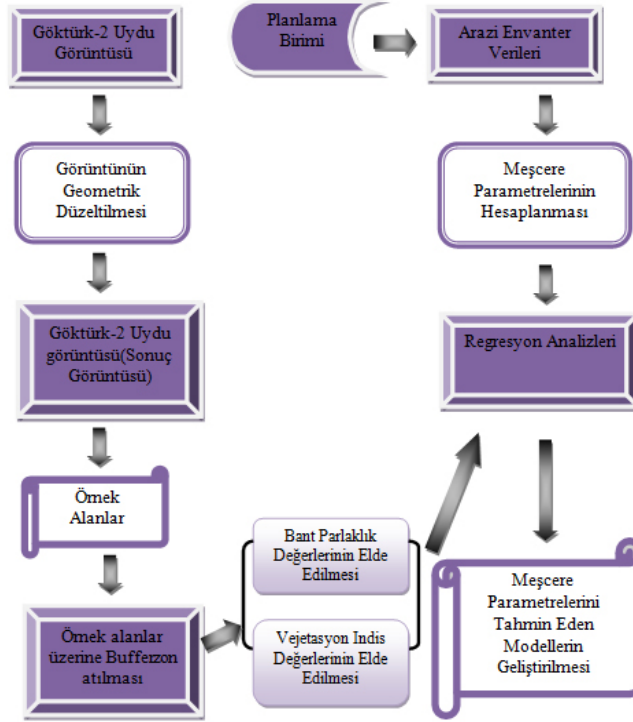 Göktürk-2 Uydu
Görüntüsü
Planlama
Birimi
Arazi Envanter
Verileri
Görüntünün
Geometrik
Düzeltilmesi
Meşcere
Parametrelerinin
Hesaplanması
Göktürk-2 Uydu
görüntüsü(Sonuç
Görüntüsü)
Regresyon Analizleri
Örnek
Alanlar
Bant Parlaklık
Değerlerinin Elde
Edilmesi
Vejetasyon Indis
Değerlerinin Elde
Edilmesi
Örnek alanlar
üzerine Bufferzon
atılması
Meşcere
Parametrelerini
Tahmin Eden
Modellerin
Geliştirilmesi